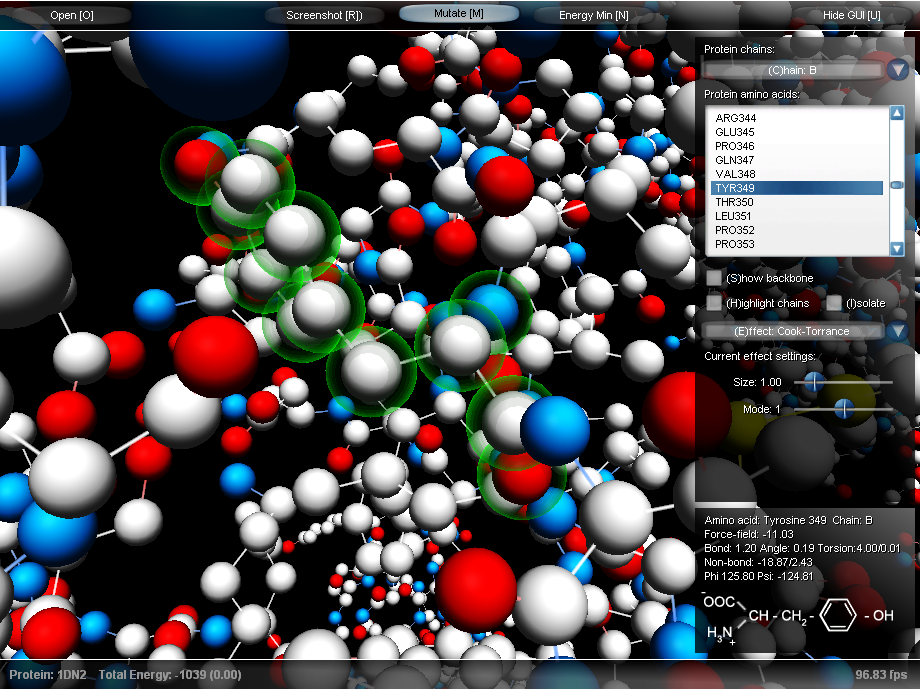 Open [O]
Screenshot [R])
Mutate [M]
Energy Min [N]
Hide GUI [U]
Protein chains:
(C)hain: B
Protein amino acids:
ARG344
GLU345
PRO346
GLN347
VAL348
TYR349
THR350
LEU351
PRO352
PRO353
(S)how backbone
(H)ighlight chains
(I)solate
(E)ffect: Cook-Torrance
Current effect settings:
Size: 1.00
Mode: 1
Amino acid: Tyrosine 349 Chain: B
Force-field: -11.03
Bond: 1.20 Angle: 0.19 Torsion:4.00/0.01
Non-bond: -18.87/2.43
Phi 125.80 Psi: -124.81
-OOC
CH - CH2 - - OH
H3N+
Protein: 1DN2 Total Energy: -1039 (0.00)
96.83 fps